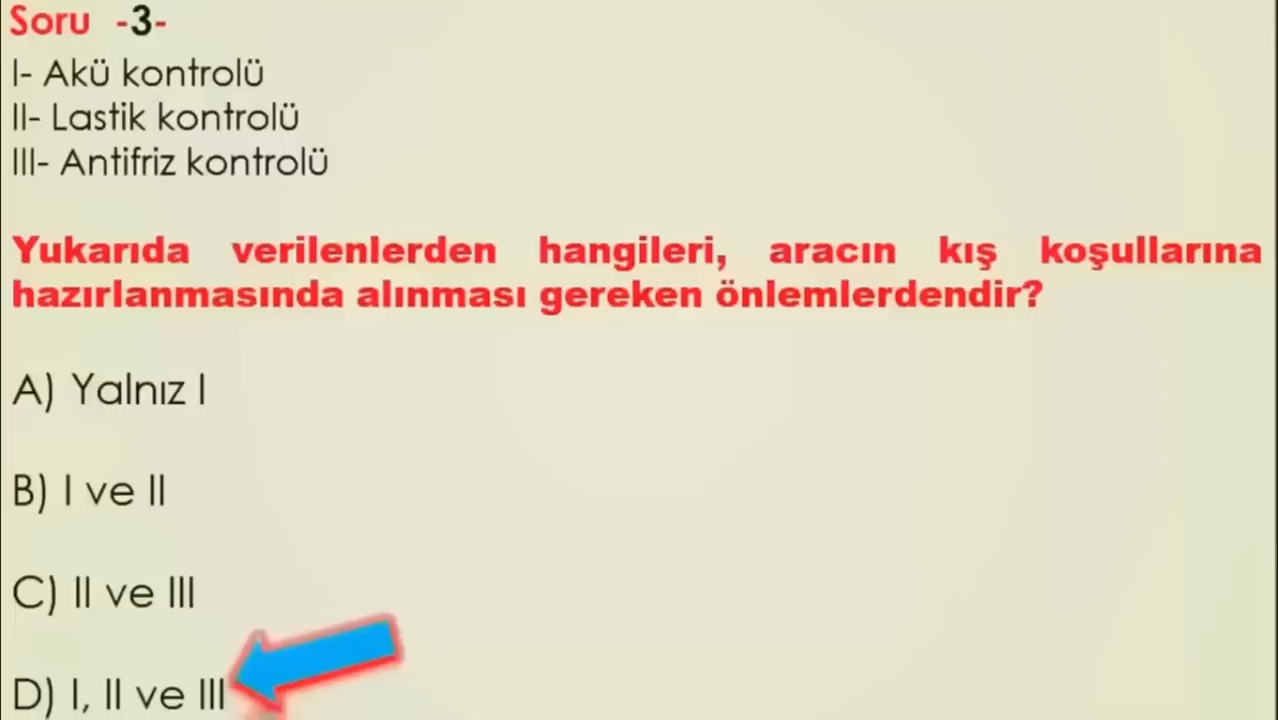 Soru -3-
I- Akü kontrolü
II- Lastik kontrolü
III- Antifriz kontrolü
Yukarıda verilenlerden hangileri, aracın kış koşullarına
hazırlanmasında alınması gereken önlemlerdendir?
A) Yalnız I
B) I ve II
C) II ve III
D) I, II ve III